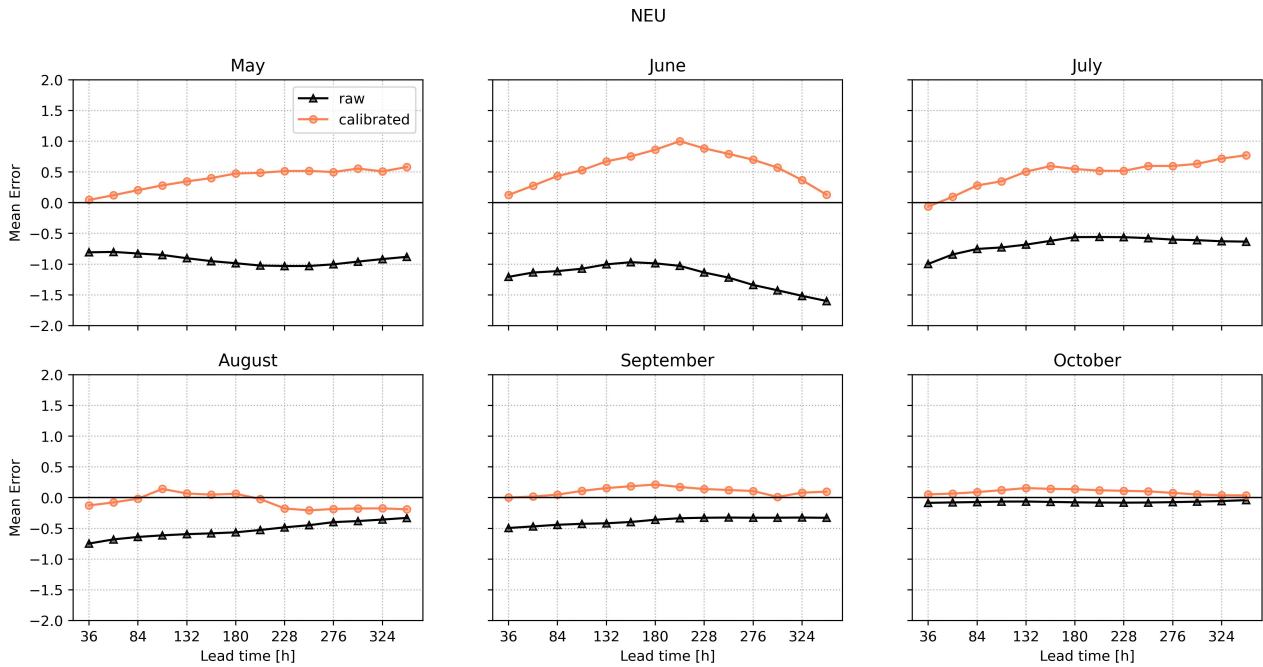 NEU
May
June
July
2.0
1.5
1.0
0.5
0.0
−0.5
−1.0
−1.5
−2.0
Mean Error
raw
calibrated
August
September
October
2.0
1.5
1.0
0.5
0.0
−0.5
−1.0
−1.5
−2.0
Mean Error
36 84 132 180 228 276 324
36 84 132 180 228 276 324
36 84 132 180 228 276 324
Lead time [h]
Lead time [h]
Lead time [h]